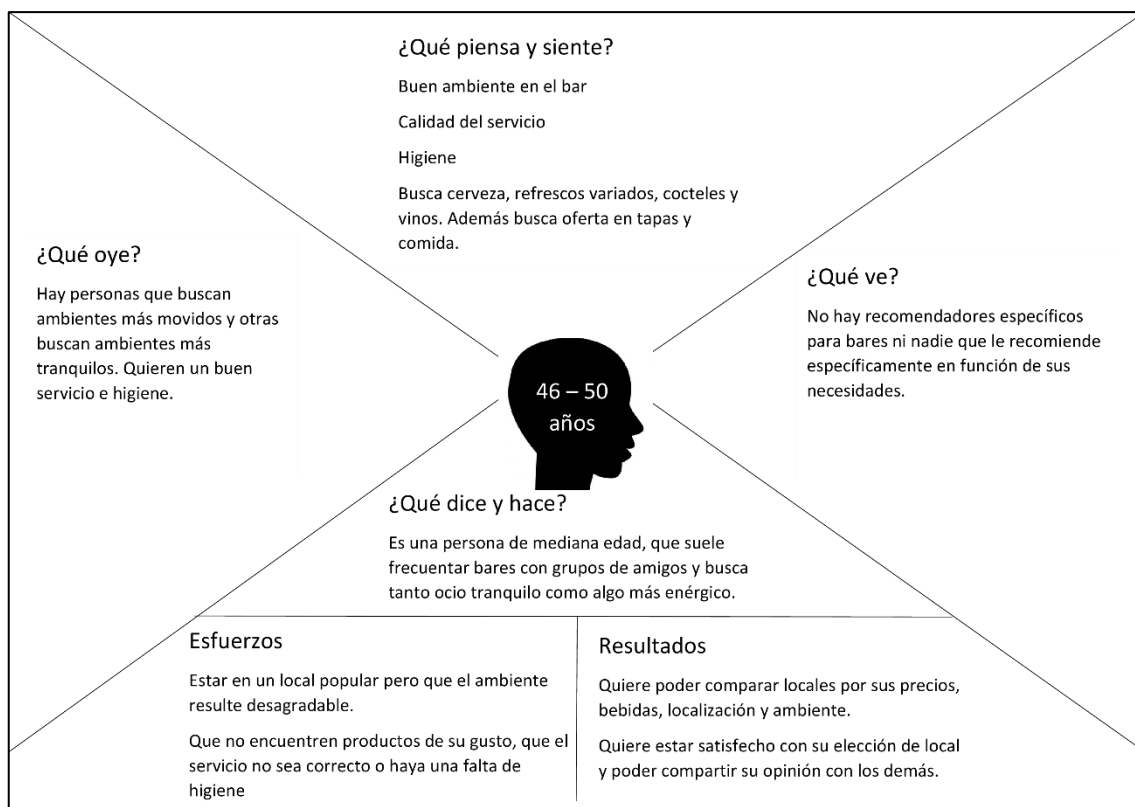 ¿Qué piensa y siente?
Buen ambiente en el bar
Calidad del servicio
Higiene
Busca cerveza, refrescos variados, cocteles y
vinos. Además busca oferta en tapas y
comida.
¿Qué oye?
Hay personas que buscan
ambientes más movidos y otras
buscan ambientes más
tranquilos. Quieren un buen
servicio e higiene.
¿Qué ve?
No hay recomendadores específicos
para bares ni nadie que le recomiende
específicamente en función de sus
necesidades.
46 – 50
años
¿Qué dice y hace?
Es una persona de mediana edad, que suele
frecuentar bares con grupos de amigos y busca
tanto ocio tranquilo como algo más enérgico.
Esfuerzos
Estar en un local popular pero que el ambiente
resulte desagradable.
Que no encuentren productos de su gusto, que el
servicio no sea correcto o haya una falta de
higiene
Resultados
Quiere poder comparar locales por sus precios,
bebidas, localización y ambiente.
Quiere estar satisfecho con su elección de local
y poder compartir su opinión con los demás.